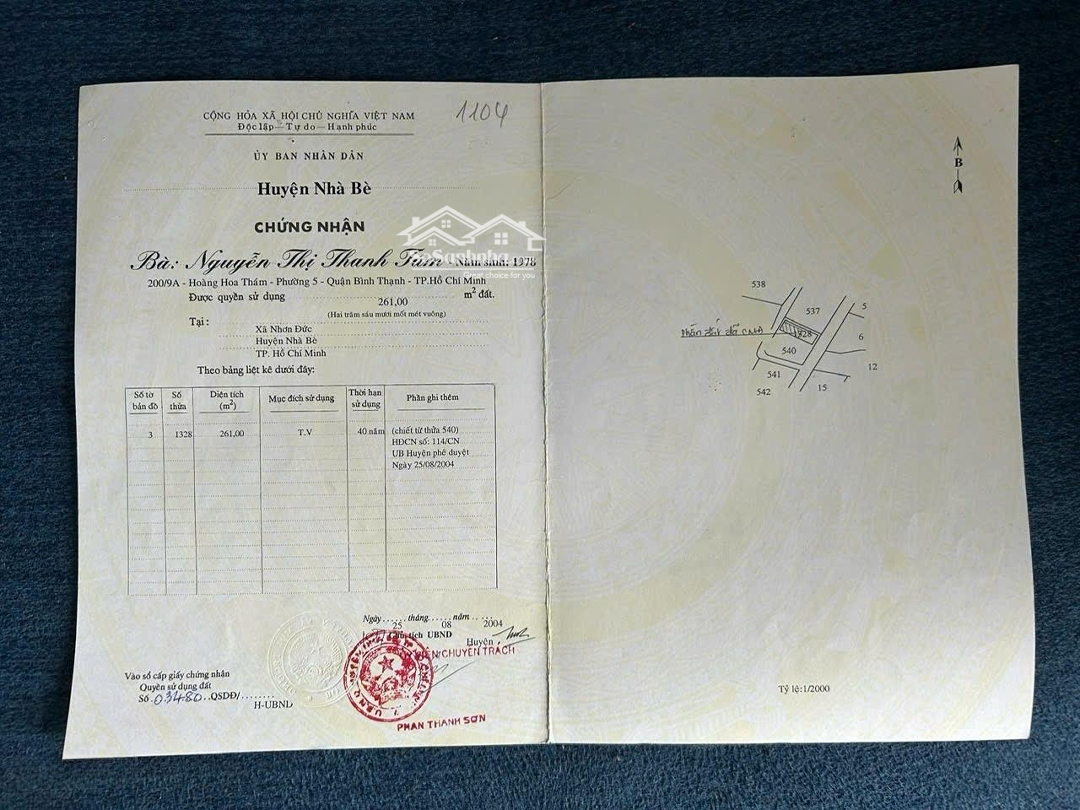 CỘNG HÒA XÃ HỘI CHỦ NGHĨA VIỆT NAM
Độc lập — Tự do — Hạnh phúc
1104
ỦY BAN NHÂN DÂN
Huyện Nhà Bè
CHỨNG NHẬN
Bà: Nguyễn Thị Thanh Tâm Năm sinh: 1978
200/9A - Hoàng Hoa Thám - Phường 5 - Quận Bình Thạnh - TP.Hồ Chí Minh
Great choice for you
Được quyền sử dụng 261,00 m² đất.
(Hai trăm sáu mươi mốt mét vuông)
Tại :
Xã Nhơn Đức
Huyện Nhà Bè
TP. Hồ Chí Minh
Theo bảng liệt kê dưới đây:
Số tờ bản đồ Số thửa Diện tích (m²) Mục đích sử dụng Thời hạn sử dụng Phần ghi thêm
3 1328 261,00 T.V 40 năm (chiết từ thửa 540)
HĐCN số: 114/CN
UB Huyện phê duyệt
Ngày 25/08/2004
Ngày 25 tháng 08 năm 2004
Chủ tịch UBND Huyện
CHUYÊN TRÁCH
PHAN THANH SƠN
Vào sổ cấp giấy chứng nhận
Quyền sử dụng đất
Số 03480 QSDĐ/
H-UBND
B
538
537
5
1328
6
540
12
541
15
542
Tỷ lệ:1/2000